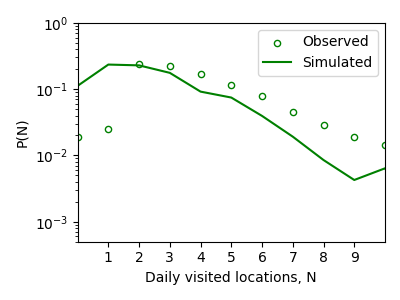 10^0
10^-1
10^-2
10^-3
P(N)
Observed
Simulated
1 2 3 4 5 6 7 8 9
Daily visited locations, N